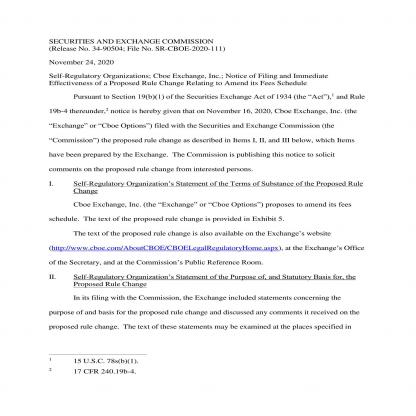 SECURITIES AND EXCHANGE COMMISSION
(Release No. 34-90504; File No. SR-CBOE-2020-111)
November 24, 2020
Self-Regulatory Organizations; Cboe Exchange, Inc.; Notice of Filing and Immediate
Effectiveness of a Proposed Rule Change Relating to Amend its Fees Schedule
Pursuant to Section 19(b)(1) of the Securities Exchange Act of 1934 (the “Act”),1 and Rule
19b-4 thereunder,2 notice is hereby given that on November 16, 2020, Cboe Exchange, Inc. (the
“Exchange” or “Cboe Options”) filed with the Securities and Exchange Commission (the
“Commission”) the proposed rule change as described in Items I, II, and III below, which Items
have been prepared by the Exchange. The Commission is publishing this notice to solicit
comments on the proposed rule change from interested persons.
I. Self-Regulatory Organization’s Statement of the Terms of Substance of the Proposed Rule
Change
Cboe Exchange, Inc. (the “Exchange” or “Cboe Options”) proposes to amend its fees
schedule. The text of the proposed rule change is provided in Exhibit 5.
The text of the proposed rule change is also available on the Exchange’s website
(http://www.cboe.com/AboutCBOE/CBOELegalRegulatoryHome.aspx), at the Exchange’s Office
of the Secretary, and at the Commission’s Public Reference Room.
II. Self-Regulatory Organization’s Statement of the Purpose of, and Statutory Basis for, the
Proposed Rule Change
In its filing with the Commission, the Exchange included statements concerning the
purpose of and basis for the proposed rule change and discussed any comments it received on the
proposed rule change. The text of these statements may be examined at the places specified in
1 15 U.S.C. 78s(b)(1).
2 17 CFR 240.19b-4.